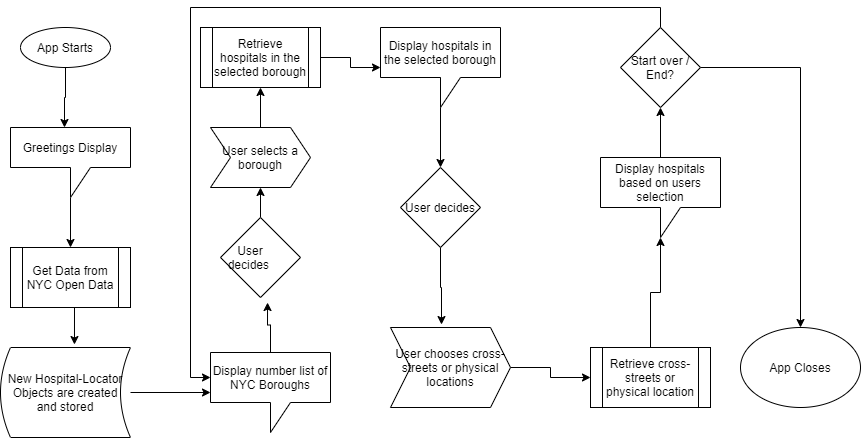 App Starts
Greetings Display
Get Data from
NYC Open Data
New Hospital-Locator
Objects are created
and stored
Display number list of
NYC Boroughs
User
decides
User selects a
borough
Retrieve
hospitals in the
selected borough
Display hospitals in
the selected borough
User decides
User chooses cross-
streets or physical
locations
Retrieve cross-
streets or
physical location
Display hospitals
based on users
selection
Start over /
End?
App Closes